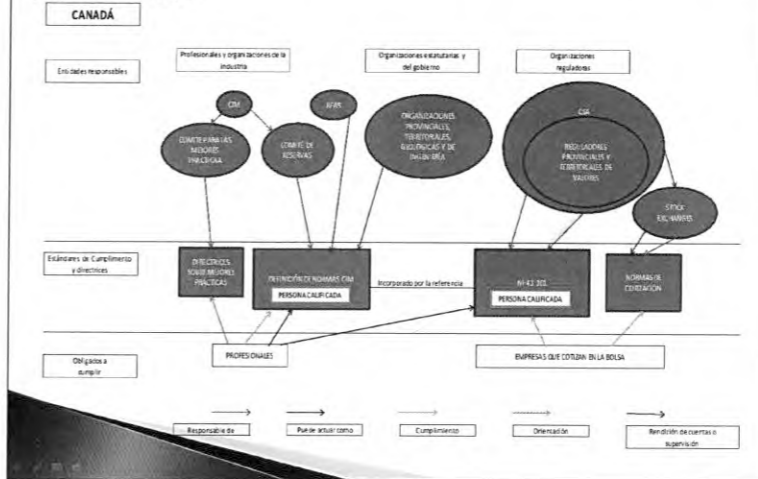 CANADÁ
Profesionales y organizaciones de la
industria
Organizaciones estatutarias y
del gobierno
Organizaciones
reguladoras
Entidades responsables
CIM
CSA
COMITE PARA LAS
MEJORES
PRÁCTICAS
COMITÉ DE
RESERVAS
ORGANIZACIONES
PROVINCIALES,
TERRITORIALES,
GEOLÓGICAS Y DE
INGENIERÍA
REGULADORES
PROVINCIALES Y
TERRITORIALES DE
VALORES
STOCK
EXCHANGES
Estándares de Cumplimiento
y directrices
DIRECTRICES
SOBRE MEJORES
PRÁCTICAS
DEFINICIÓN DE NORMAS CIM
PERSONA CALIFICADA
Incorporado por la referencia
NI 43 101
PERSONA CALIFICADA
NORMAS DE
COTIZACION
Obligados a
cumplir
PROFESIONALES
EMPRESAS QUE COTIZAN EN LA BOLSA
Responsable de
Puede actuar como
Cumplimiento
Orientación
Rendición de cuentas o
supervisión